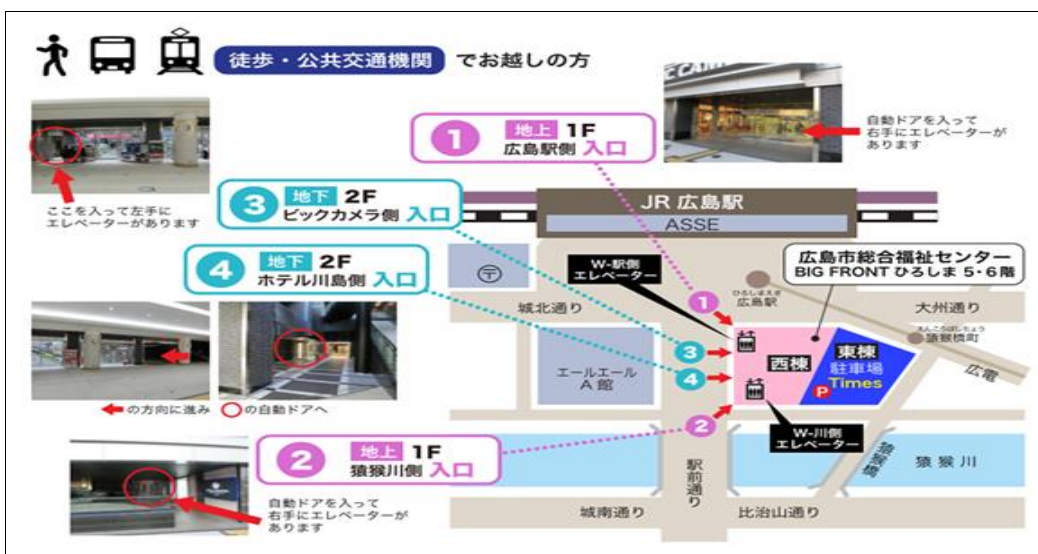 徒歩・公共交通機関 でお越しの方
C CAM
自動ドアを入って
右手にエレベーターが
あります
1 地上 1F
広島駅側 入口
ここを入って左手に
エレベーターがあります
3 地下 2F
ビックカメラ側 入口
4 地下 2F
ホテル川島側 入口
JR 広島駅
ASSE
〒
W-駅側
エレベーター
広島市総合福祉センター
BIG FRONT ひろしま 5・6階
城北通り
1
ひろしまえき
広島駅
大州通り
えんこうばしちょう
猿猴橋町
3
4
エールエール
A館
西棟
東棟
駐車場
Times
P
広電
←の方向に進み ○の自動ドアへ
2
W-川側
エレベーター
2 地上 1F
猿猴川側 入口
自動ドアを入って
右手にエレベーターが
あります
駅前通り
猿猴橋
猿猴川
城南通り
比治山通り